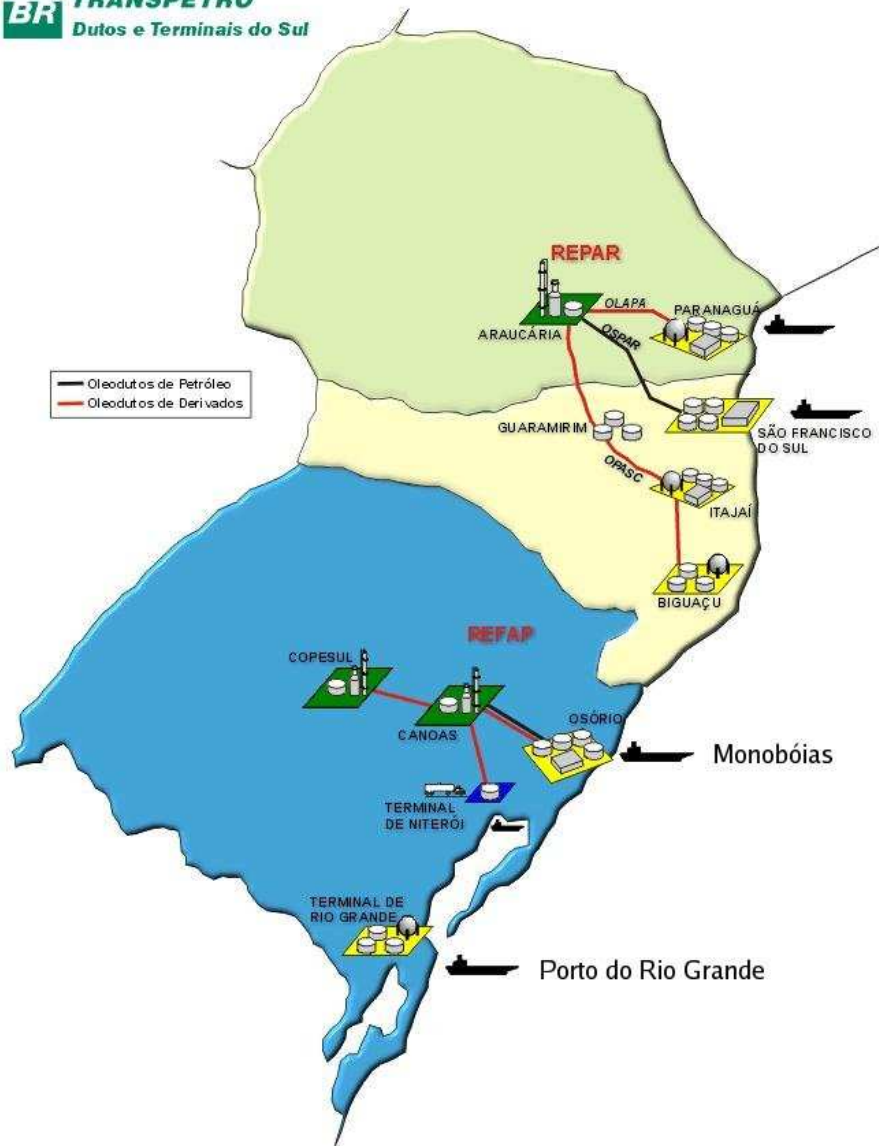 BR
TRANSPETRO
Dutos e Terminais do Sul
REPAR
OLAPA
PARANAGUÁ
ARAUCÁRIA
OSPAR
Oleodutos de Petróleo
Oleodutos de Derivados
GUARAMIRIM
SÃO FRANCISCO
DO SUL
OPASC
ITAJAÍ
BIGUAÇU
REFAP
COPESUL
OSÓRIO
CANOAS
Monobóias
TERMINAL
DE NITERÓI
TERMINAL DE
RIO GRANDE
Porto do Rio Grande